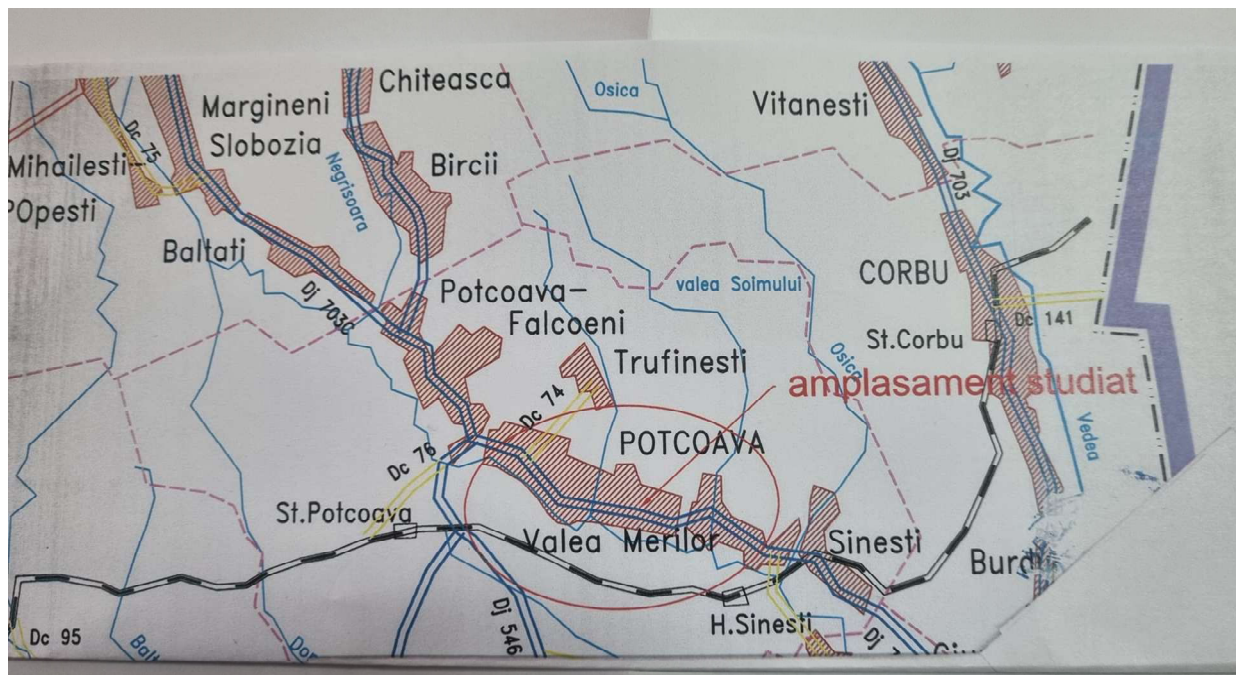 Chiteasca
Osica
Margineni
Vitanesti
Dc 75
Slobozia
Mihailesti-
Popesti
Negrisoara
Bircii
Dj 703
Baltati
Dj 703C
Potcoava-
Falcoeni
valea Soimului
CORBU
Dc 141
St.Corbu
Trufinesti
Osica
amplasament studiat
Dc 74
POTCOAVA
Vedea
Dc 76
St.Potcoava
Valea Merilor
Sinesti
H.Sinesti
Dj 546
Dc 95
Dj